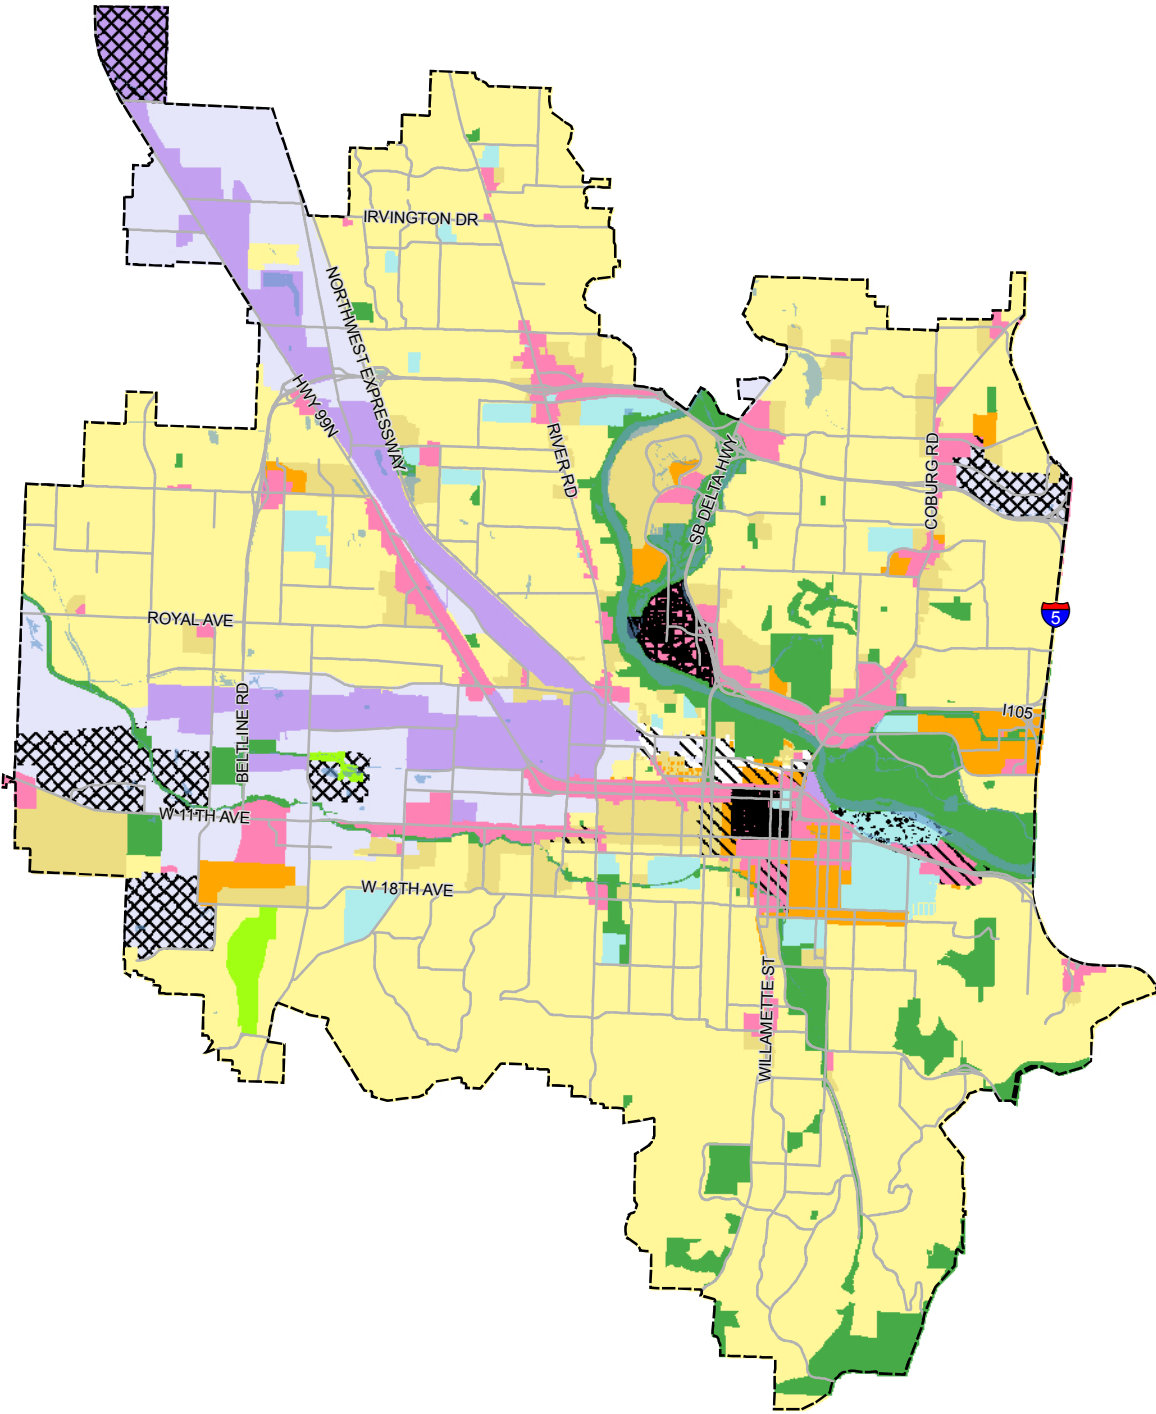 IRVINGTON DR
NORTHWEST EXPRESSWAY
HWY 99N
RIVER RD
SB DELTA HWY
COBURG RD
5
ROYAL AVE
BELTLINE RD
I105
W 11TH AVE
W 18TH AVE
WILLAMETTE ST